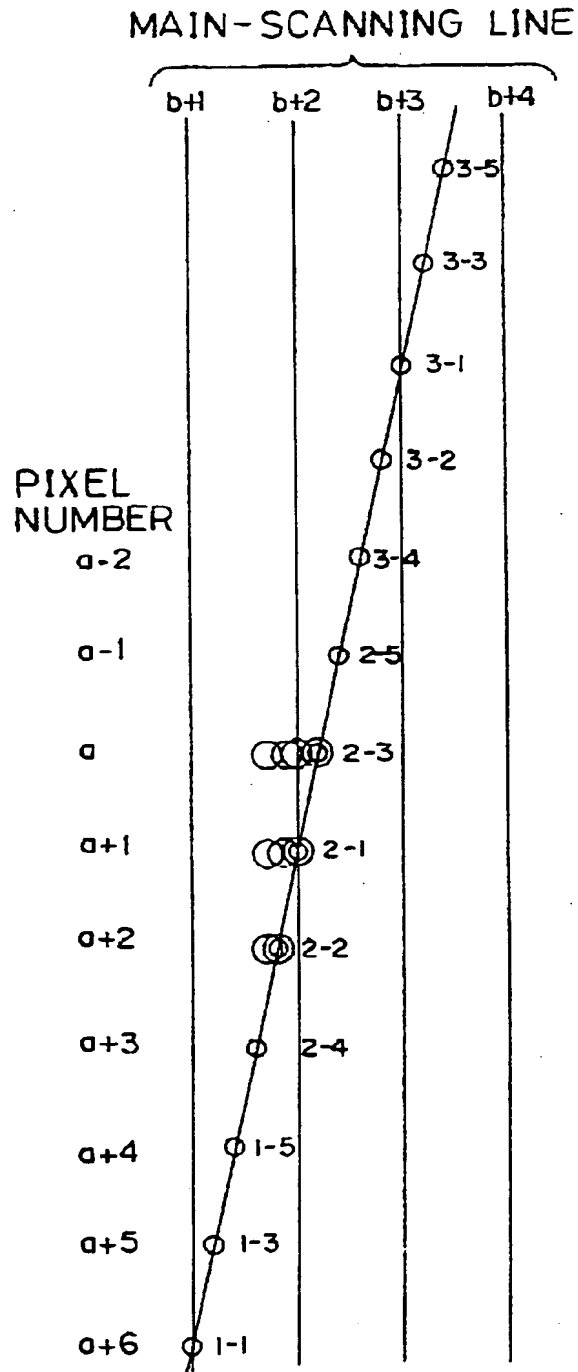 MAIN-SCANNING LINE
b+1 b+2 b+3 b+4
3-5
3-3
3-1
3-2
PIXEL
NUMBER
a-2 3-4
a-1 2-5
a 2-3
a+1 2-1
a+2 2-2
a+3 2-4
a+4 1-5
a+5 1-3
a+6 1-1